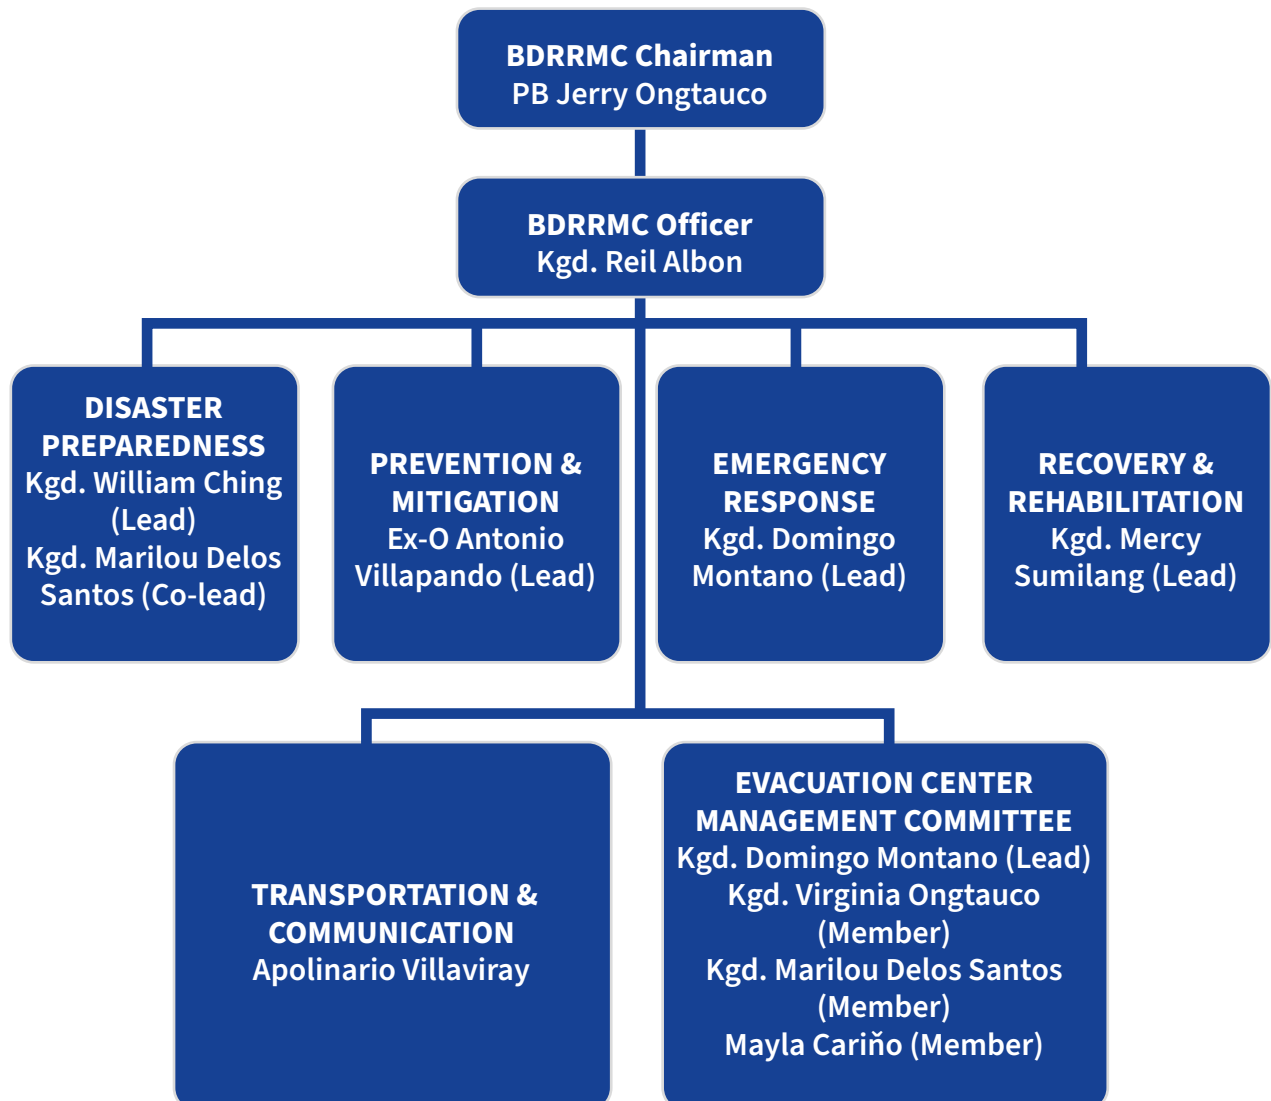 BDRRMC Chairman
PB Jerry Ongtauco
BDRRMC Officer
Kgd. Reil Albon
DISASTER
PREPAREDNESS
Kgd. William Ching
(Lead)
Kgd. Marilou Delos
Santos (Co-lead)
PREVENTION &
MITIGATION
Ex-O Antonio
Villapando (Lead)
EMERGENCY
RESPONSE
Kgd. Domingo
Montano (Lead)
RECOVERY &
REHABILITATION
Kgd. Mercy
Sumilang (Lead)
TRANSPORTATION &
COMMUNICATION
Apolinario Villaviray
EVACUATION CENTER
MANAGEMENT COMMITTEE
Kgd. Domingo Montano (Lead)
Kgd. Virginia Ongtauco
(Member)
Kgd. Marilou Delos Santos
(Member)
Mayla Cariňo (Member)